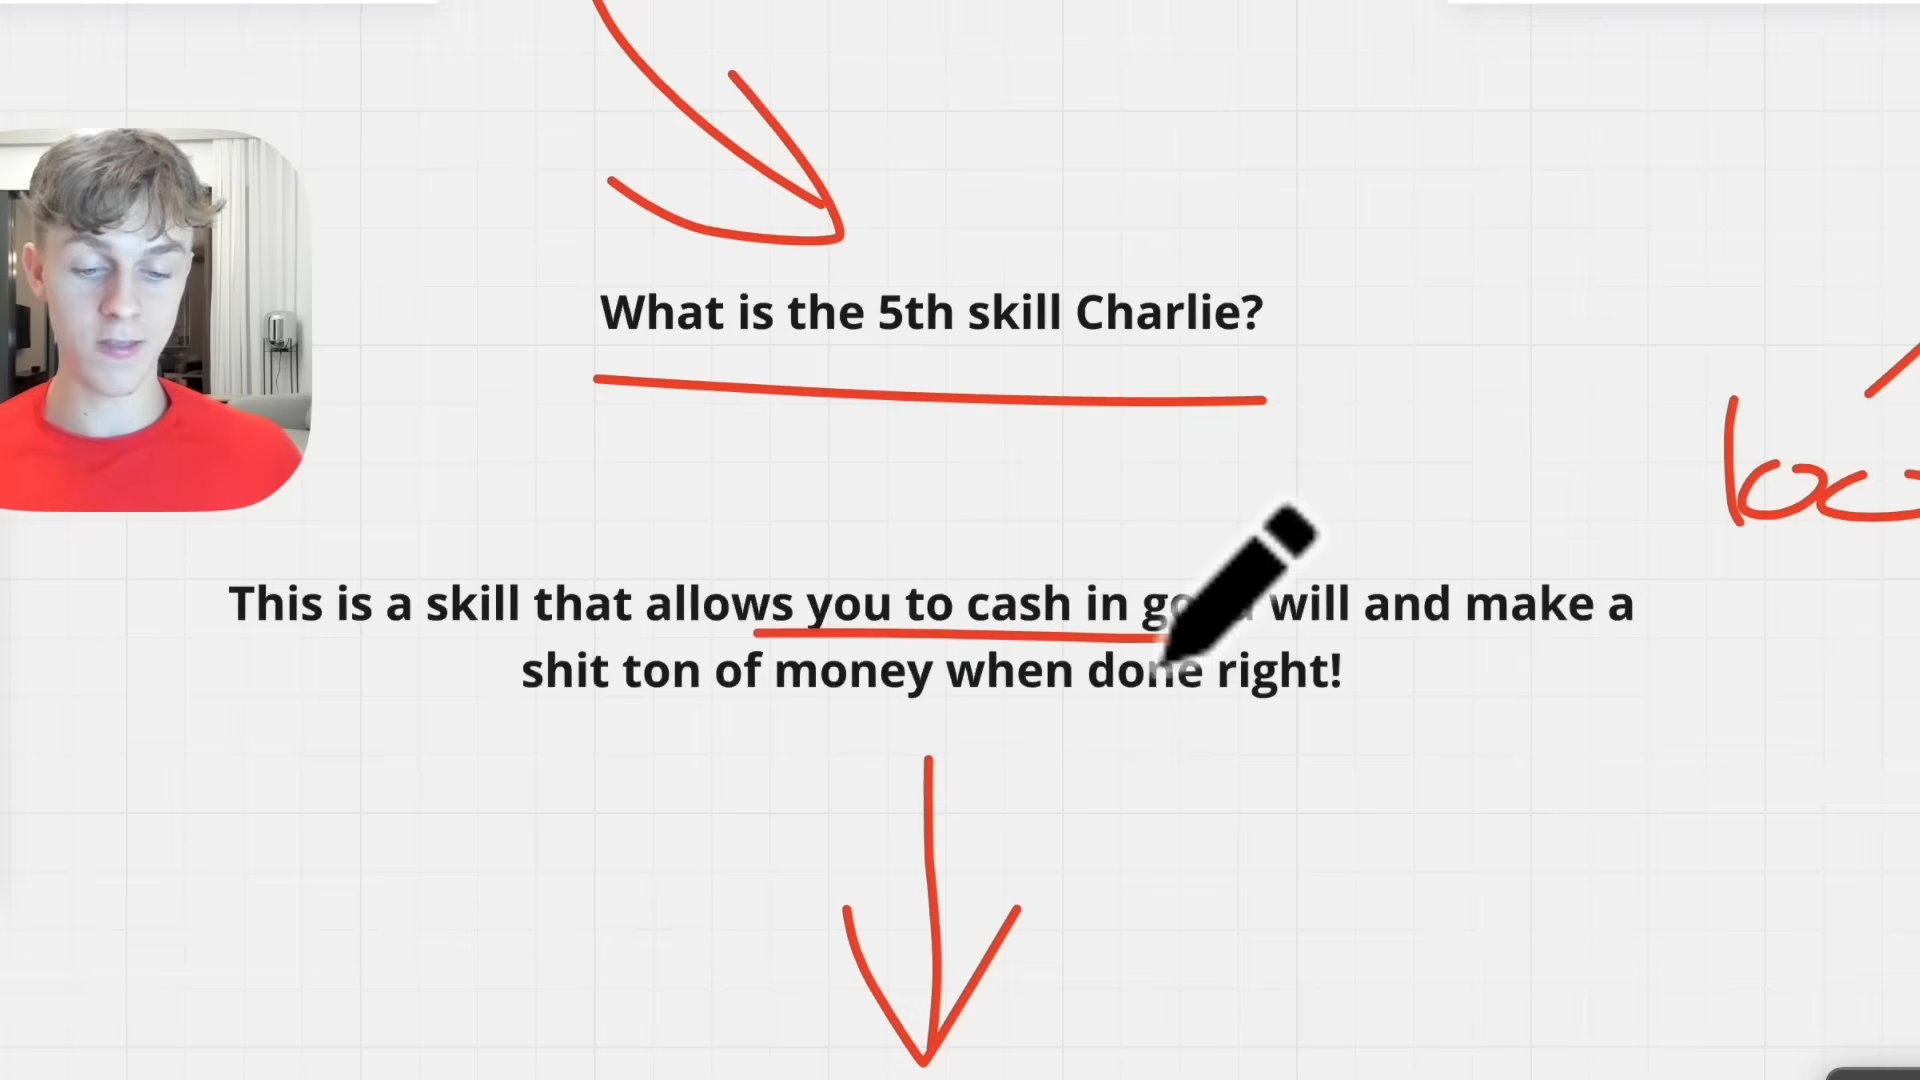 What is the 5th skill Charlie?
This is a skill that allows you to cash in will and make a
shit ton of money when done right!